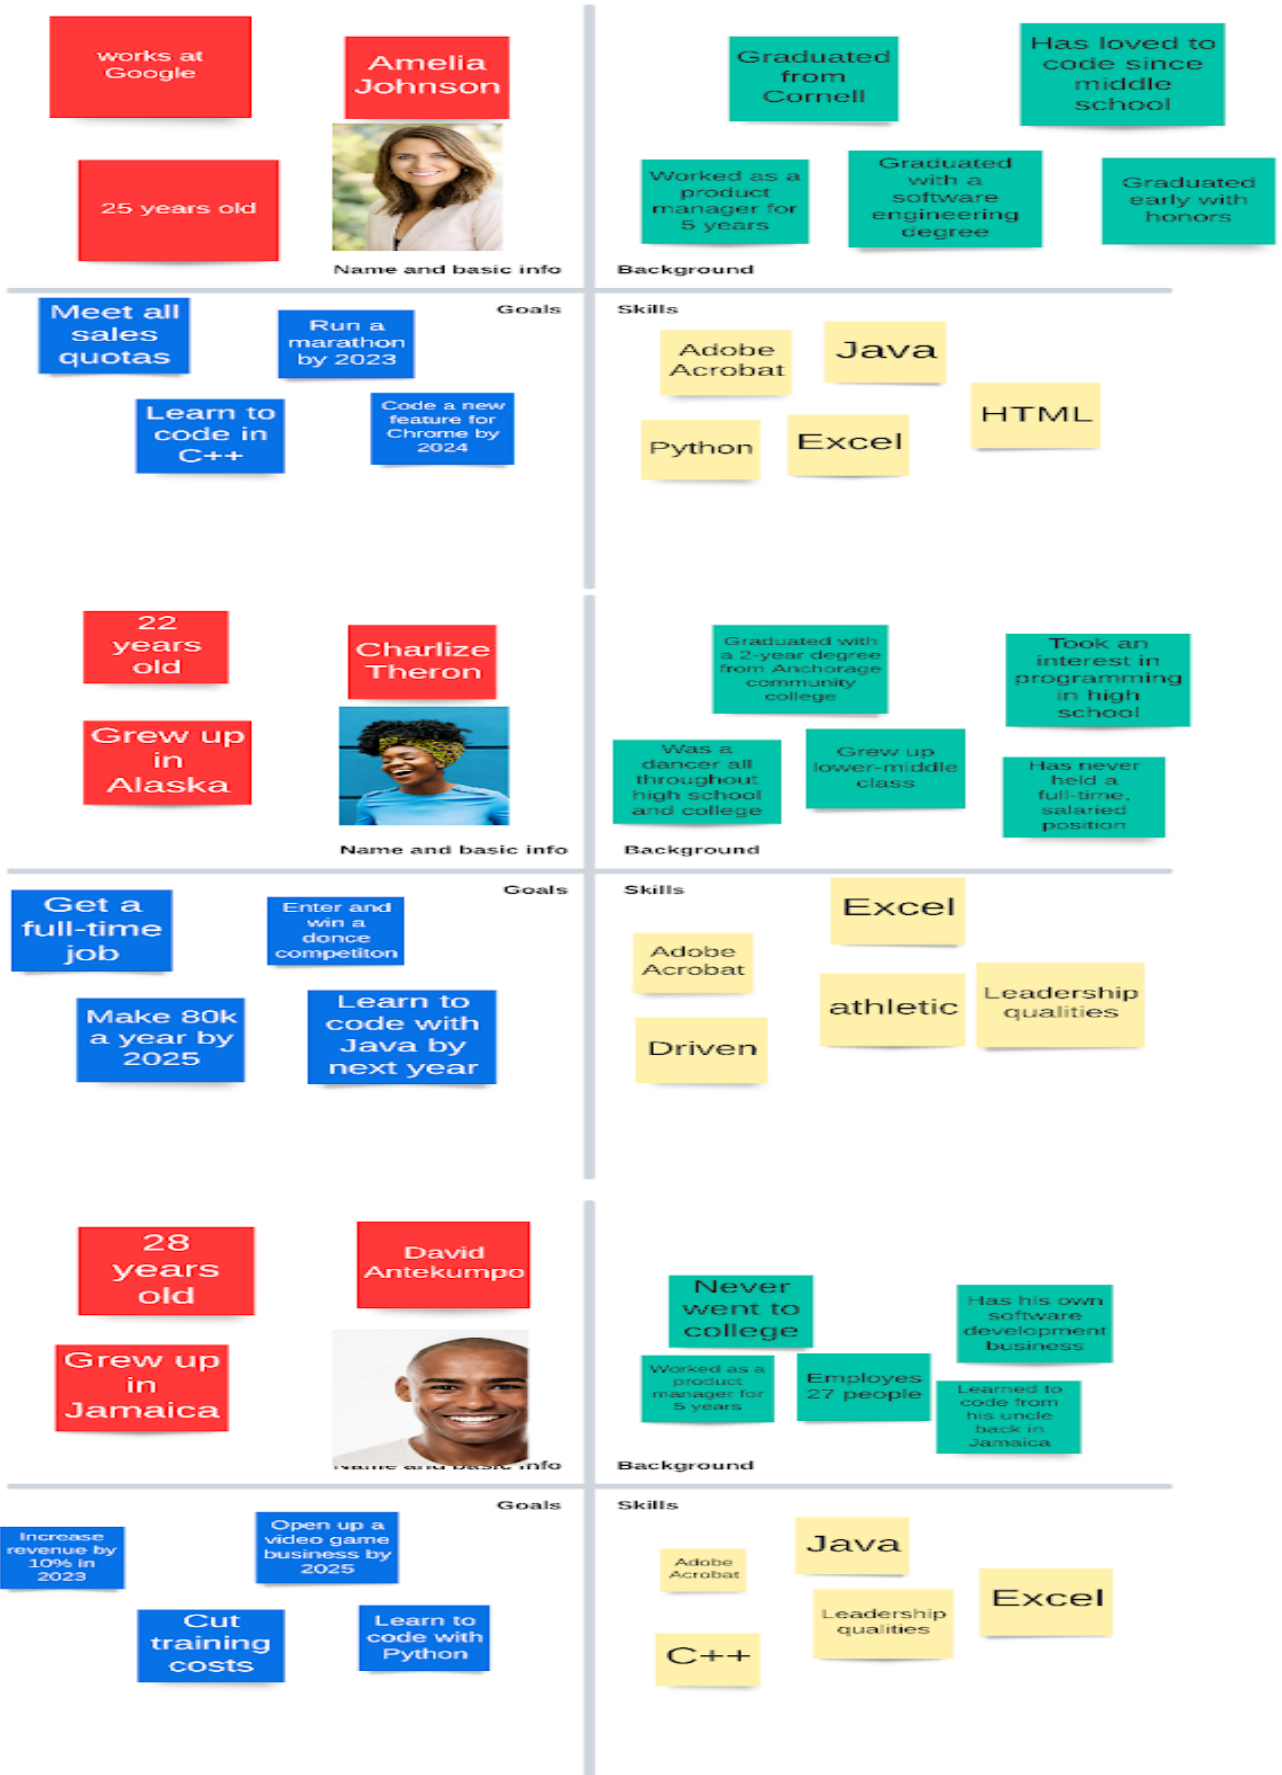 works at
Google
Amelia
Johnson
25 years old
Name and basic info
Graduated
from
Cornell
Has loved to
code since
middle
school
Worked as a
product
manager for
5 years
Graduated
with a
software
engineering
degree
Graduated
early with
honors
Background
Goals
Meet all
sales
quotas
Run a
marathon
by 2023
Learn to
code in
C++
Code a new
feature for
Chrome by
2024
Skills
Adobe
Acrobat
Java
HTML
Python
Excel
22
years
old
Charlize
Theron
Grew up
in
Alaska
Name and basic info
Graduated with
a 2-year degree
from Anchorage
community
college
Took an
interest in
programming
in high
school
Was a
dancer all
throughout
high school
and college
Grew up
lower-middle
class
Has never
held a
full-time,
salaried
position
Background
Goals
Get a
full-time
job
Enter and
win a
donce
competiton
Make 80k
a year by
2025
Learn to
code with
Java by
next year
Skills
Excel
Adobe
Acrobat
athletic
Leadership
qualities
Driven
28
years
old
David
Antekumpo
Grew up
in
Jamaica
Name and basic info
Never
went to
college
Has his own
software
development
business
Worked as a
product
manager for
5 years
Employes
27 people
Learned to
code from
his uncle
back in
Jamaica
Background
Goals
Increase
revenue by
10% in
2023
Open up a
video game
business by
2025
Cut
training
costs
Learn to
code with
Python
Skills
Adobe
Acrobat
Java
Leadership
qualities
Excel
C++